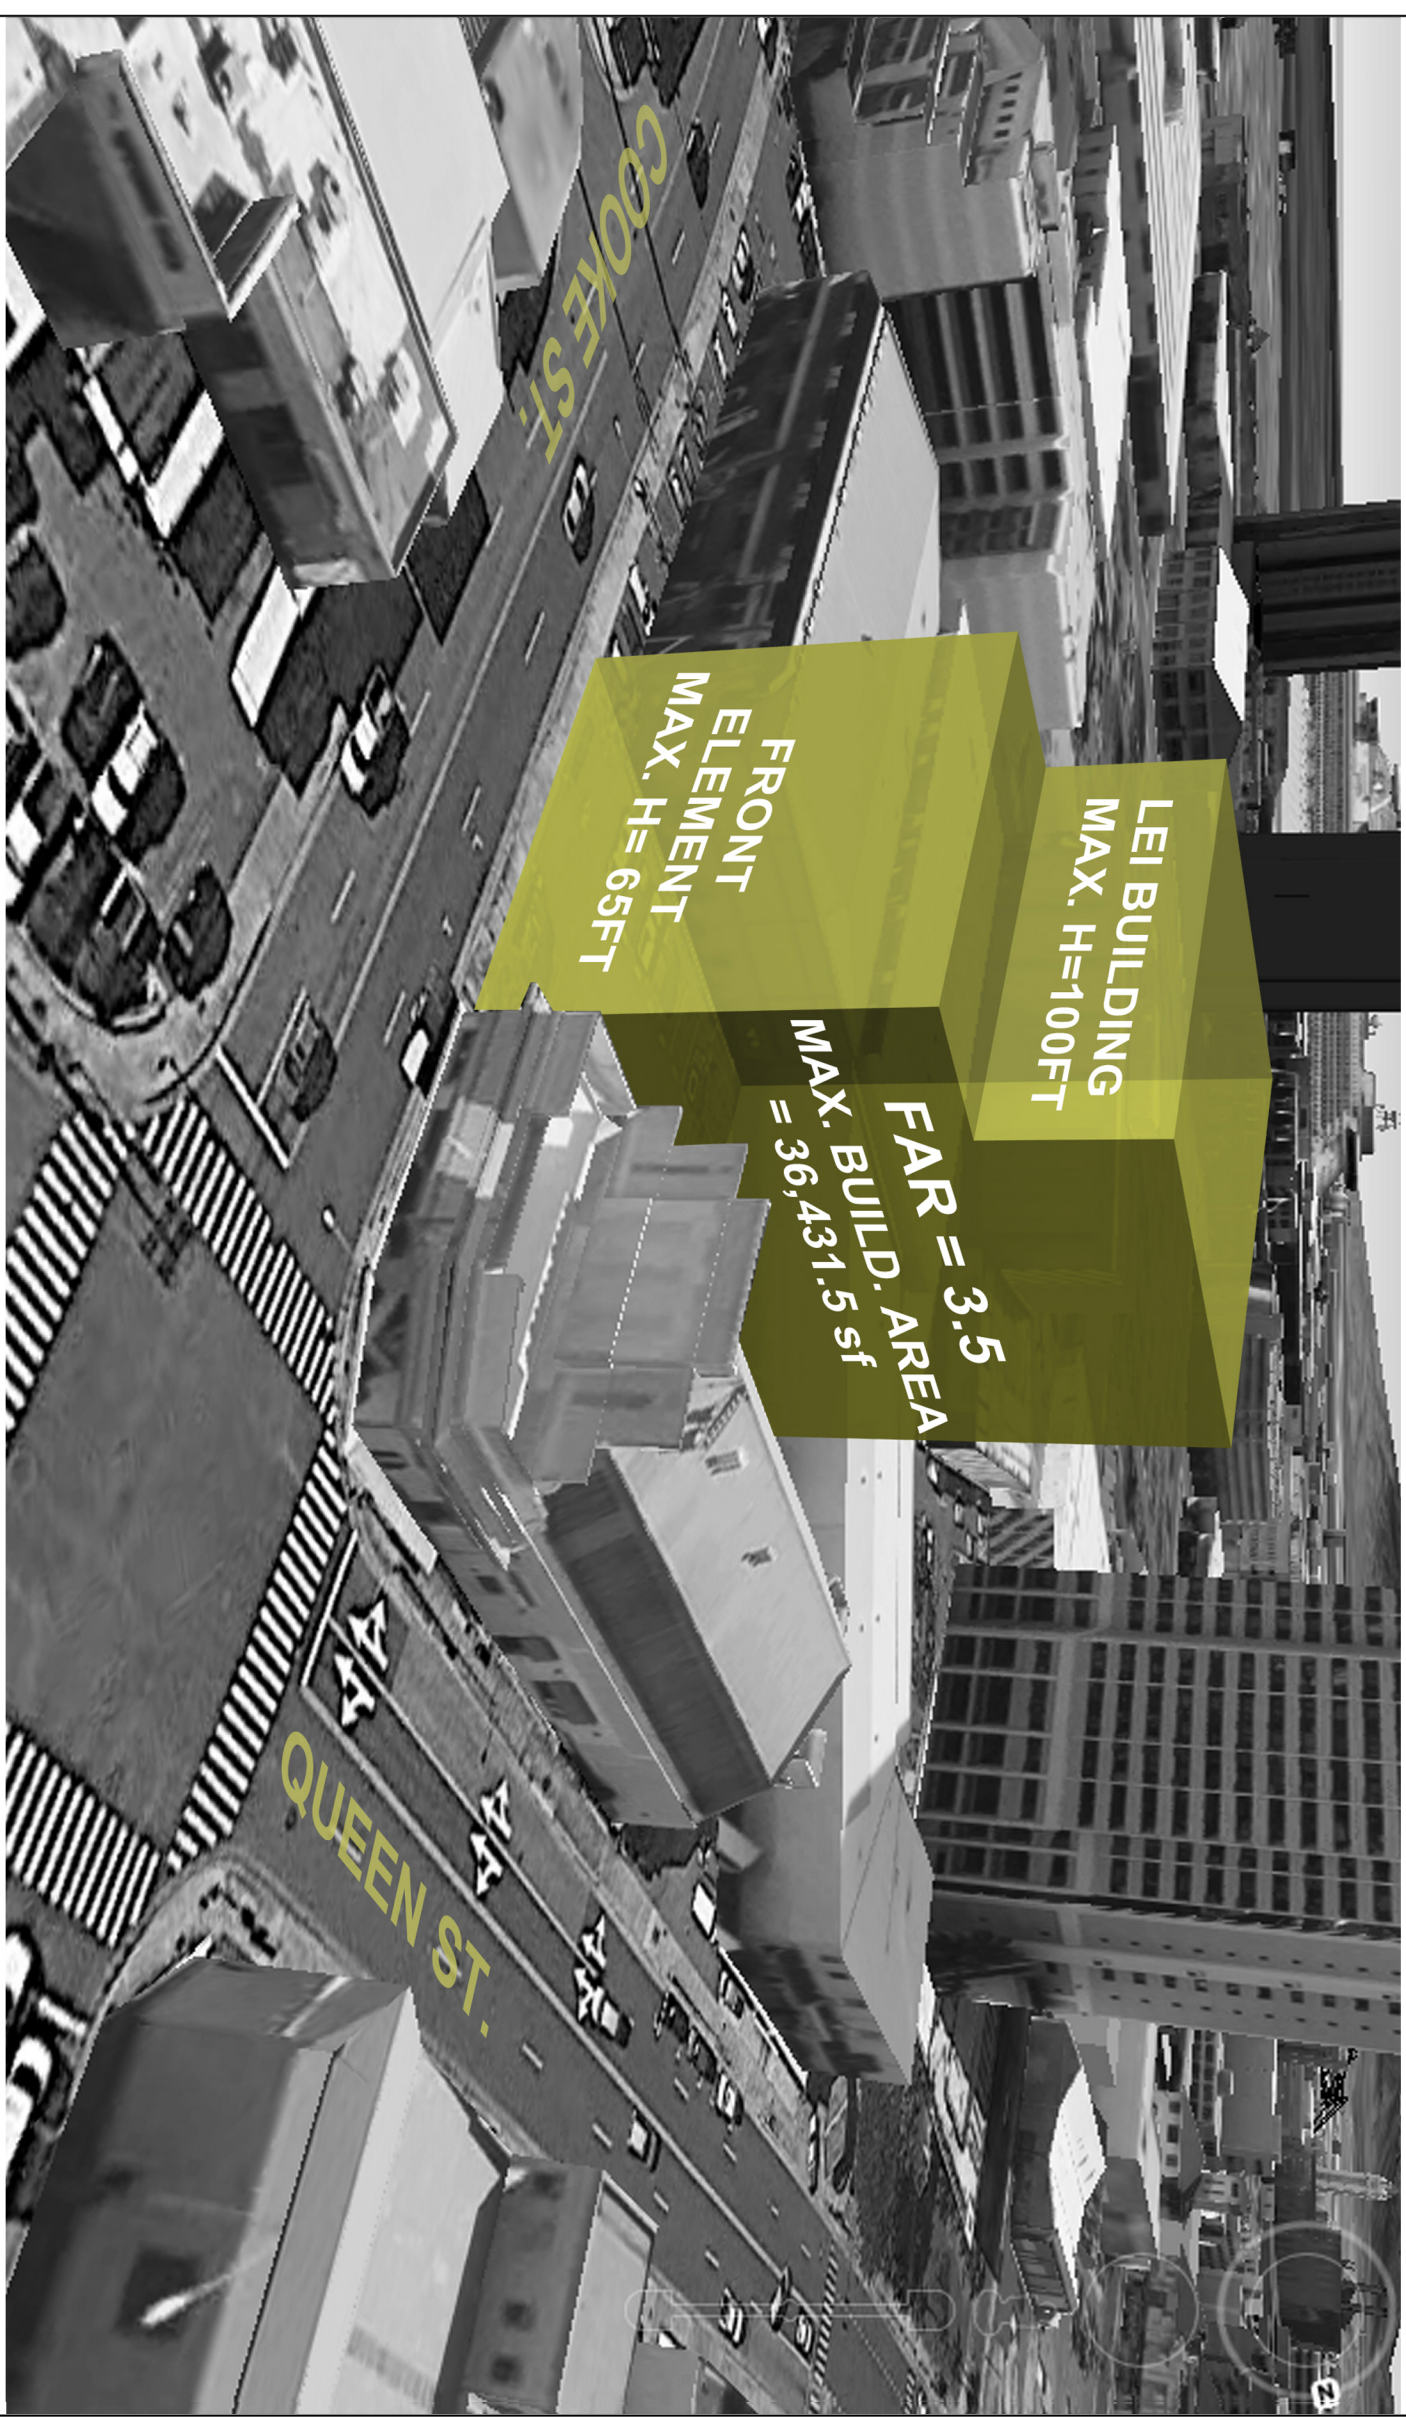 COOKE ST.
FRONT
ELEMENT
MAX. H= 65FT
LEI BUILDING
MAX. H=100FT
FAR = 3.5
MAX. BUILD. AREA
= 36,431.5 sf
QUEEN ST.
N